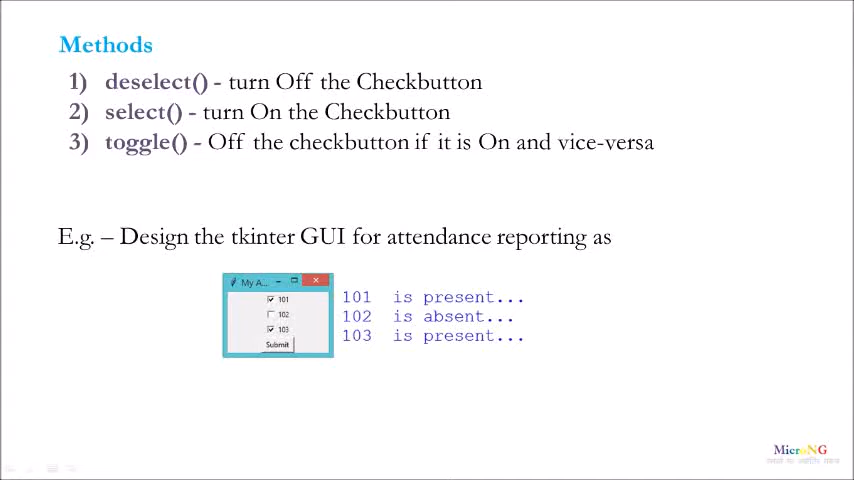 Methods
1) deselect() - turn Off the Checkbutton
2) select() - turn On the Checkbutton
3) toggle() - Off the checkbutton if it is On and vice-versa
E.g. – Design the tkinter GUI for attendance reporting as
My A...
101
102
103
Submit
101 is present...
102 is absent...
103 is present...
MicroNG